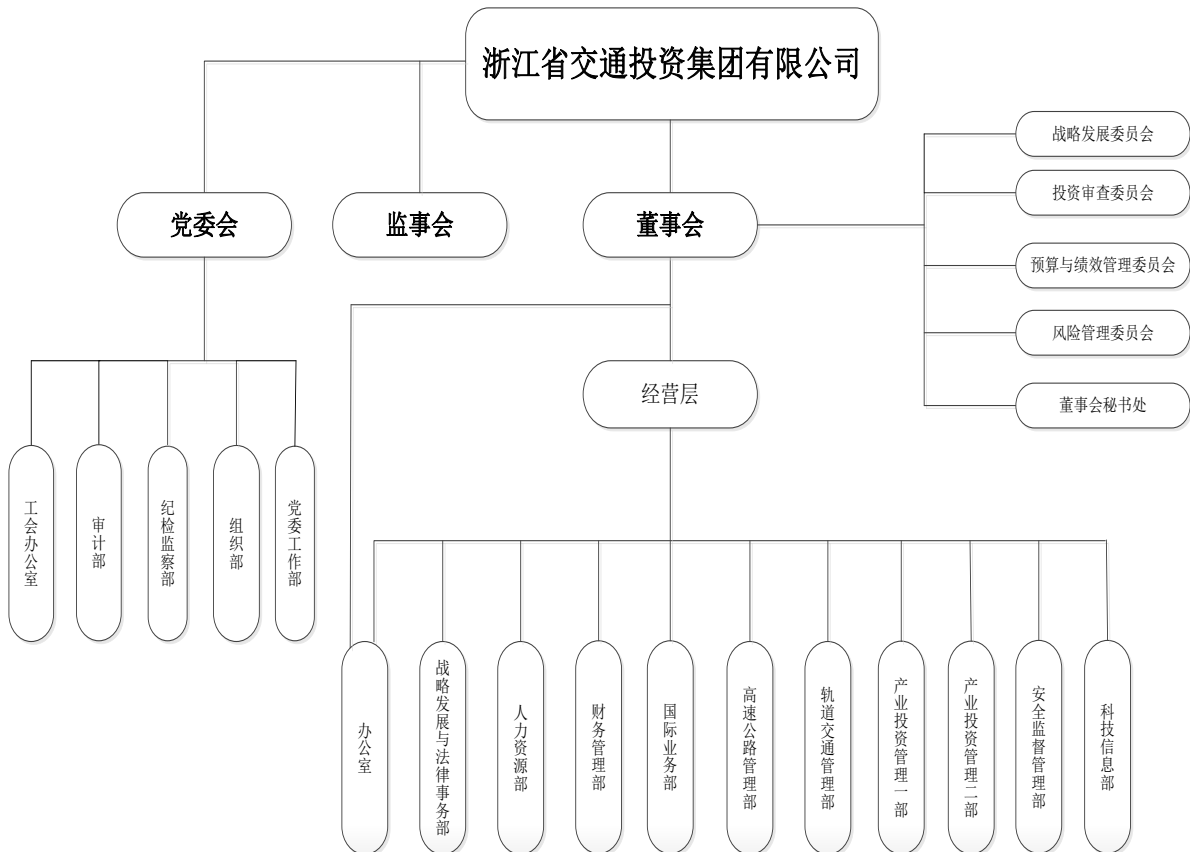 浙江省交通投资集团有限公司
战略发展委员会
投资审查委员会
党委会
监事会
董事会
预算与绩效管理委员会
风险管理委员会
经营层
董事会秘书处
工会办公室
审计部
纪检监察部
组织部
党委工作部
办公室
战略发展与法律事务部
人力资源部
财务管理部
国际业务部
高速公路管理部
轨道交通管理部
产业投资管理一部
产业投资管理二部
安全监督管理部
科技信息部